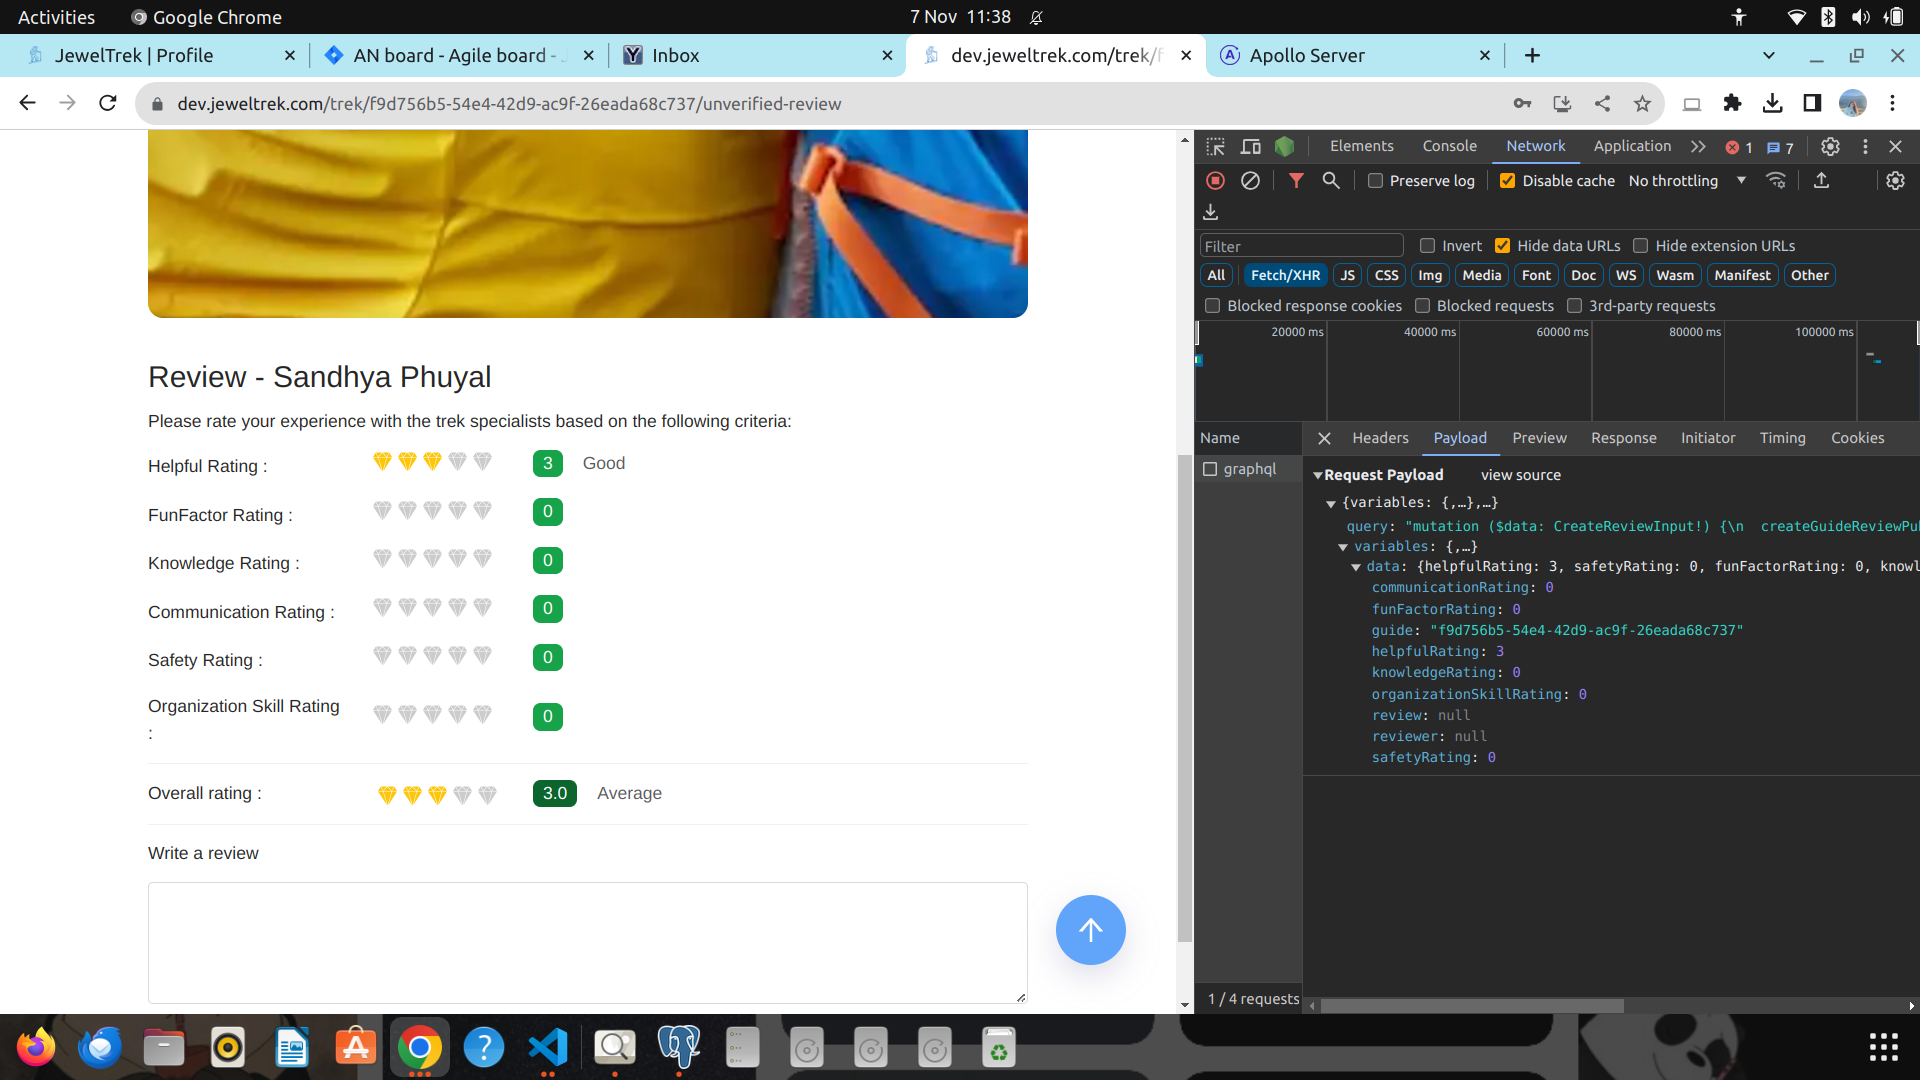 Activities
Google Chrome
7 Nov 11:38
JewelTrek | Profile
AN board - Agile board - J
Inbox
dev.jeweltrek.com/trek/f
Apollo Server
dev.jeweltrek.com/trek/f9d756b5-54e4-42d9-ac9f-26eada68c737/unverified-review
Review - Sandhya Phuyal
Please rate your experience with the trek specialists based on the following criteria:
Helpful Rating :
3
Good
FunFactor Rating :
0
Knowledge Rating :
0
Communication Rating :
0
Safety Rating :
0
Organization Skill Rating
:
0
Overall rating :
3.0
Average
Write a review
Elements
Console
Network
Application
1
7
Preserve log
Disable cache
No throttling
Filter
Invert
Hide data URLs
Hide extension URLs
All
Fetch/XHR
JS
CSS
Img
Media
Font
Doc
WS
Wasm
Manifest
Other
Blocked response cookies
Blocked requests
3rd-party requests
20000 ms
40000 ms
60000 ms
80000 ms
100000 ms
Name
Headers
Payload
Preview
Response
Initiator
Timing
Cookies
graphql
Request Payload
view source
{variables: {,…},…}
query: "mutation ($data: CreateReviewInput!) {\n  createGuideReviewPu
variables: {,…}
data: {helpfulRating: 3, safetyRating: 0, funFactorRating: 0, knowl
communicationRating: 0
funFactorRating: 0
guide: "f9d756b5-54e4-42d9-ac9f-26eada68c737"
helpfulRating: 3
knowledgeRating: 0
organizationSkillRating: 0
review: null
reviewer: null
safetyRating: 0
1 / 4 requests